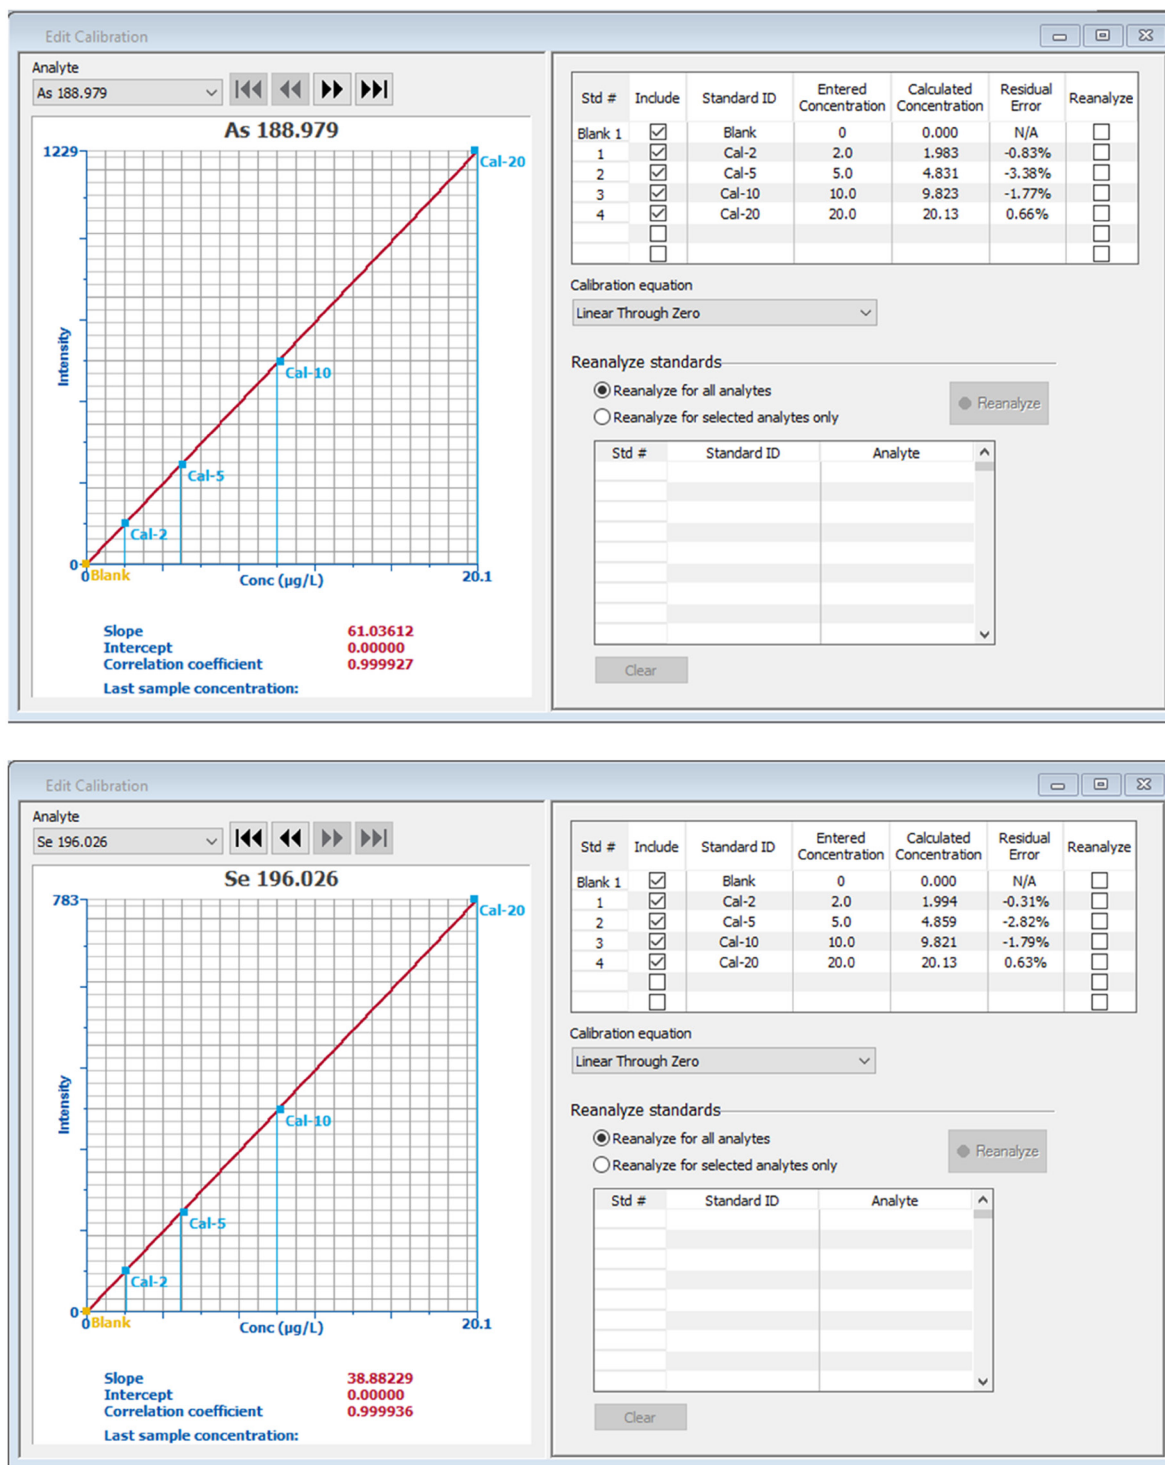 Edit Calibration
Analyte
As 188.979
As 188.979
1229
Cal-20
Cal-10
Cal-5
Cal-2
Intensity
0
0 Blank
Conc (µg/L)
20.1
Slope 61.03612
Intercept 0.00000
Correlation coefficient 0.999927
Last sample concentration:
Std # Include Standard ID Entered Concentration Calculated Concentration Residual Error Reanalyze
Blank 1 Blank 0 0.000 N/A
1 Cal-2 2.0 1.983 -0.83%
2 Cal-5 5.0 4.831 -3.38%
3 Cal-10 10.0 9.823 -1.77%
4 Cal-20 20.0 20.13 0.66%
Calibration equation
Linear Through Zero
Reanalyze standards
Reanalyze for all analytes
Reanalyze for selected analytes only
Reanalyze
Std # Standard ID Analyte
Clear
Edit Calibration
Analyte
Se 196.026
Se 196.026
783
Cal-20
Cal-10
Cal-5
Cal-2
Intensity
0
0 Blank
Conc (µg/L)
20.1
Slope 38.88229
Intercept 0.00000
Correlation coefficient 0.999936
Last sample concentration:
Std # Include Standard ID Entered Concentration Calculated Concentration Residual Error Reanalyze
Blank 1 Blank 0 0.000 N/A
1 Cal-2 2.0 1.994 -0.31%
2 Cal-5 5.0 4.859 -2.82%
3 Cal-10 10.0 9.821 -1.79%
4 Cal-20 20.0 20.13 0.63%
Calibration equation
Linear Through Zero
Reanalyze standards
Reanalyze for all analytes
Reanalyze for selected analytes only
Reanalyze
Std # Standard ID Analyte
Clear